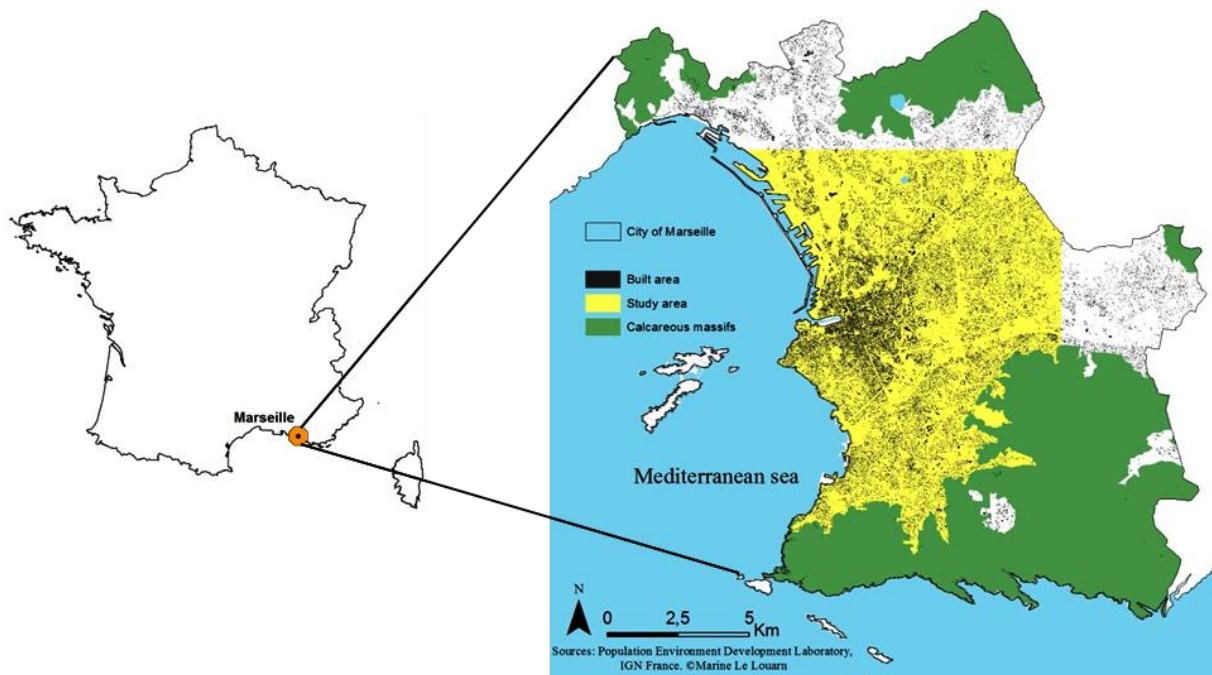 City of Marseille
Built area
Study area
Calcareous massifs
Marseille
Mediterranean sea
N
0 2,5 5
Km
Sources: Population Environment Development Laboratory,
IGN France. ©Marine Le Louarn